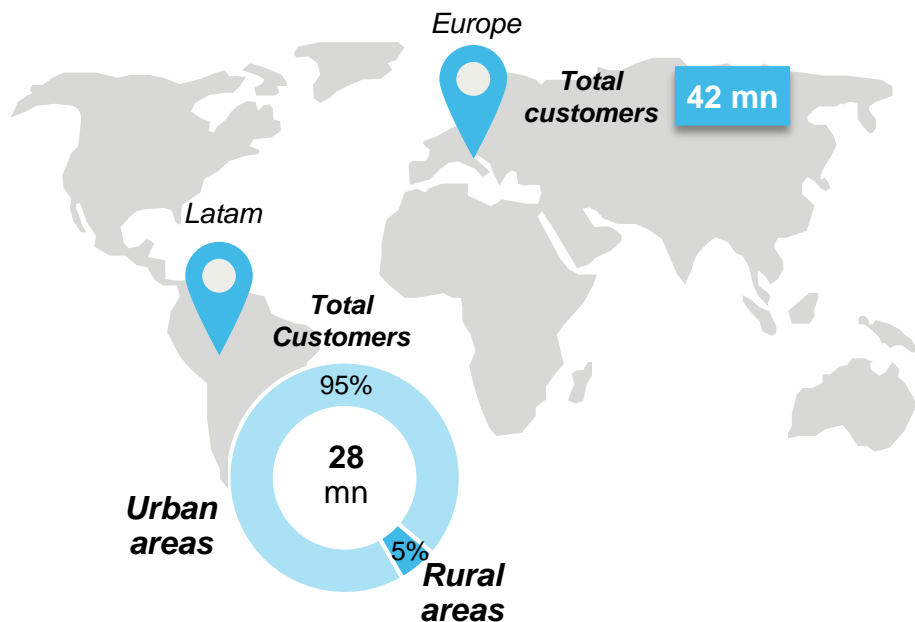 Europe
Total
customers
42 mn
Latam
Total
Customers
95%
28
mn
Urban
areas
5%
Rural
areas